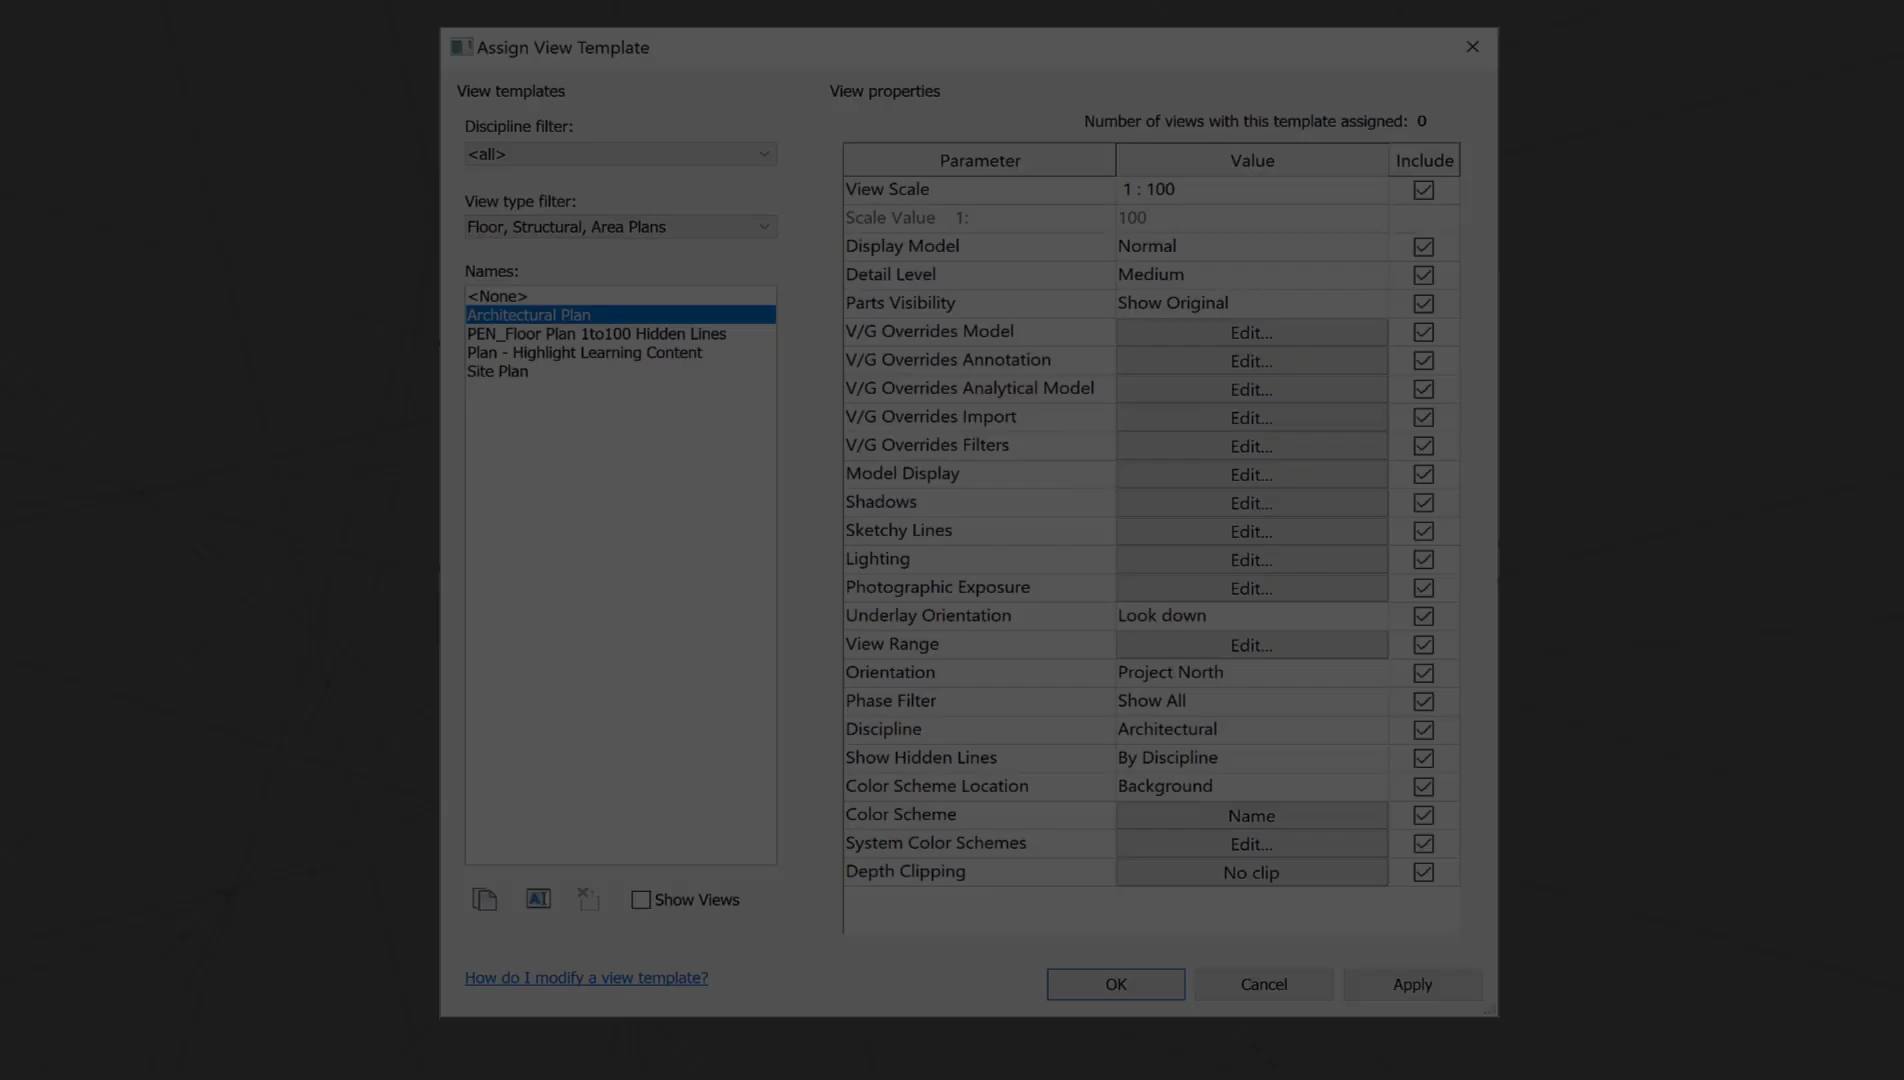 Assign View Template
View templates
Discipline filter:
<all>
View type filter:
Floor, Structural, Area Plans
Names:
<None>
Architectural Plan
PEN_Floor Plan 1to100 Hidden Lines
Plan - Highlight Learning Content
Site Plan
Show Views
How do I modify a view template?
View properties
Number of views with this template assigned: 0
Parameter Value Include
View Scale 1 : 100
Scale Value 1: 100
Display Model Normal
Detail Level Medium
Parts Visibility Show Original
V/G Overrides Model Edit...
V/G Overrides Annotation Edit...
V/G Overrides Analytical Model Edit...
V/G Overrides Import Edit...
V/G Overrides Filters Edit...
Model Display Edit...
Shadows Edit...
Sketchy Lines Edit...
Lighting Edit...
Photographic Exposure Edit...
Underlay Orientation Look down
View Range Edit...
Orientation Project North
Phase Filter Show All
Discipline Architectural
Show Hidden Lines By Discipline
Color Scheme Location Background
Color Scheme Name
System Color Schemes Edit...
Depth Clipping No clip
OK Cancel Apply